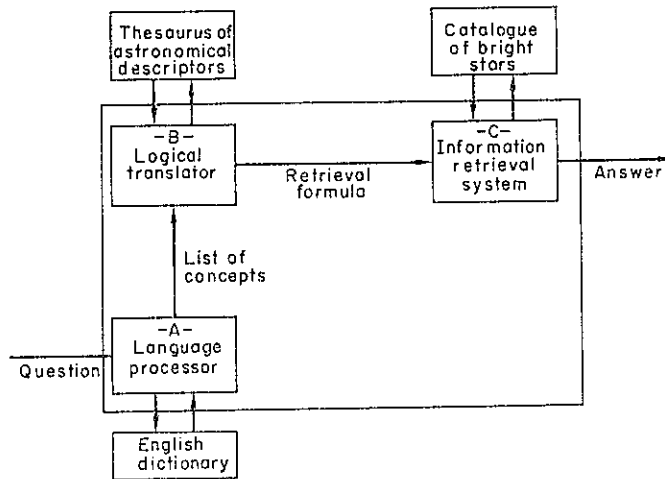 Thesaurus of
astronomical
descriptors
Catalogue
of bright
stars
-B-
Logical
translator
Retrieval
formula
-C-
Information
retrieval
system
Answer
List of
concepts
Question
-A-
Language
processor
English
dictionary